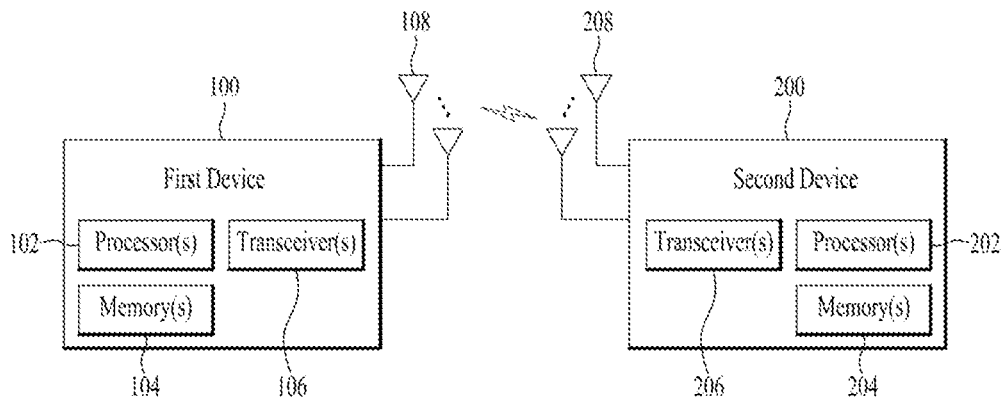 108
208
100
200
First Device
Second Device
102
Processor(s)
Transceiver(s)
Transceiver(s)
Processor(s)
202
Memory(s)
Memory(s)
104
106
206
204